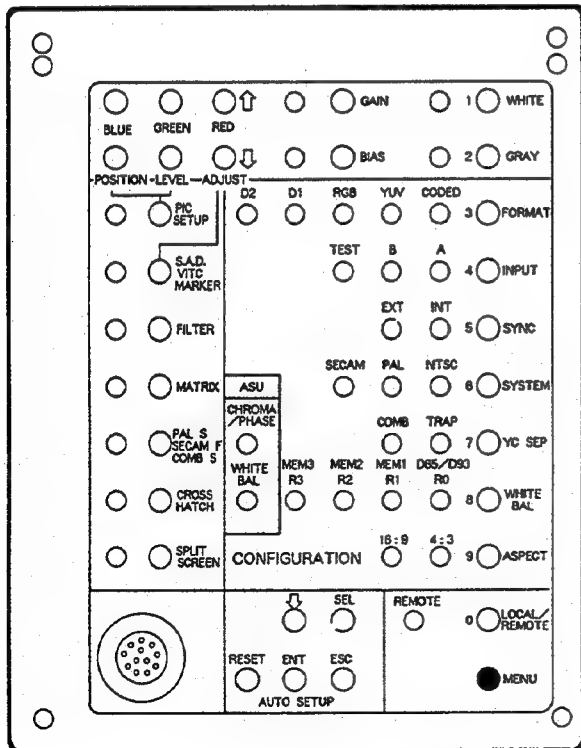 GAIN 1 WHITE
BLUE GREEN RED
BIAS 2 GRAY
POSITION LEVEL ADJUST
D2 D1 RGB YUV CODED
PIC SETUP 3 FORMAT
TEST B A
S.A.D. VITC MARKER 4 INPUT
EXT INT
FILTER 5 SYNC
SECAM PAL NTSC
MATRIX ASU 6 SYSTEM
CHROMA /PHASE COMB TRAP
PAL S SECAM F COMB S 7 YC SEP
WHITE BAL MEM3 MEM2 MEM1 D65/D93
R3 R2 R1 R0
CROSS HATCH 8 WHITE BAL
16:9 4:3
SPLIT SCREEN CONFIGURATION 9 ASPECT
SEL REMOTE
0 LOCAL/ REMOTE
RESET ENT ESC MENU
AUTO SETUP